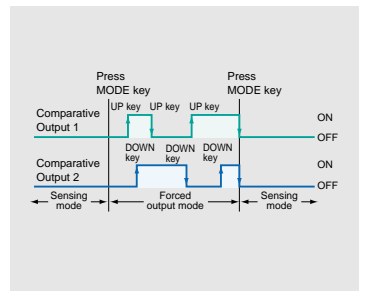 Press
MODE key
Press
MODE key
UP key UP key UP key
Comparative
Output 1
ON
OFF
DOWN
key
DOWN
key
DOWN
key
Comparative
Output 2
ON
OFF
Sensing
mode
Forced
output mode
Sensing
mode